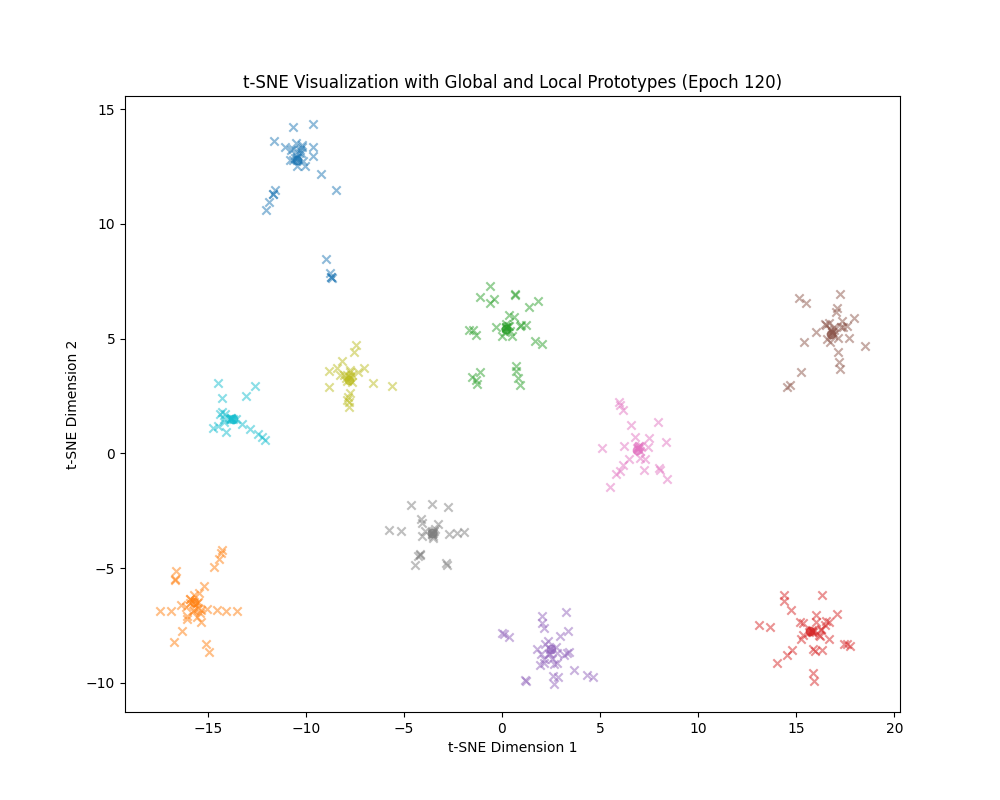 t-SNE Visualization with Global and Local Prototypes (Epoch 120)
15
10
5
0
−5
−10
t-SNE Dimension 2
−15 −10 −5 0 5 10 15 20
t-SNE Dimension 1